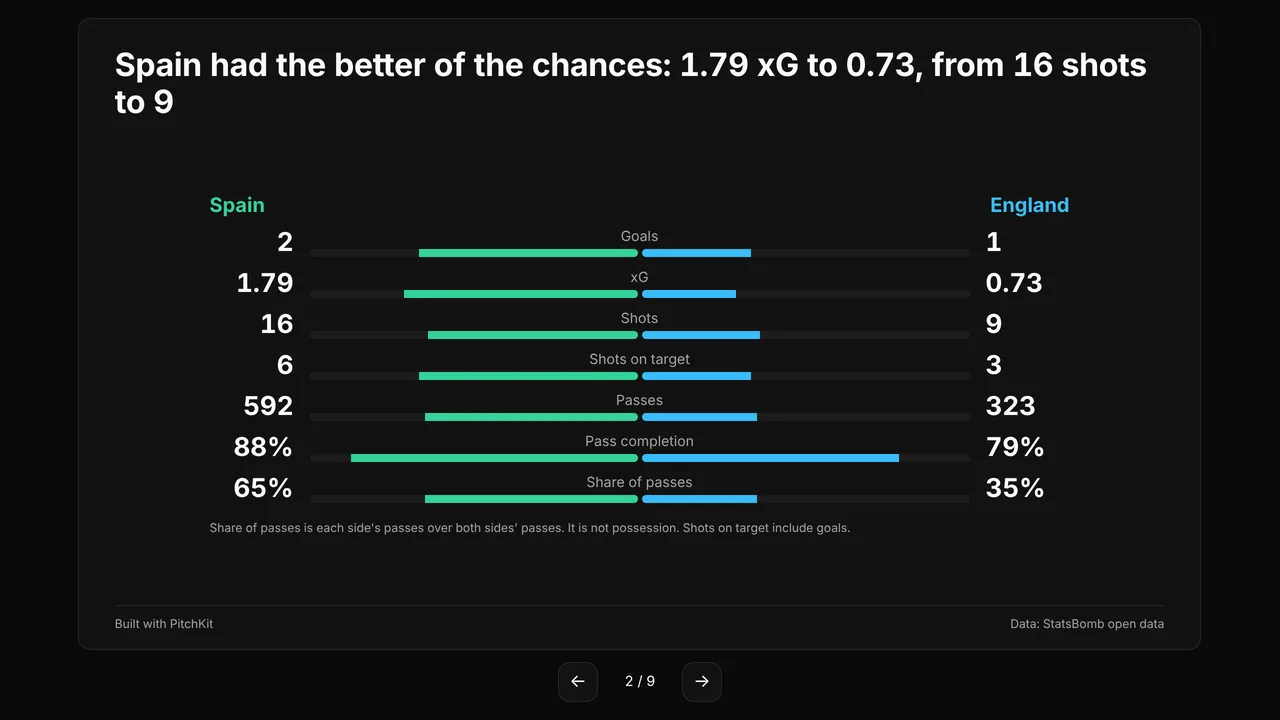 Spain had the better of the chances: 1.79 xG to 0.73, from 16 shots
to 9
Spain England
2 Goals 1
1.79 xG 0.73
16 Shots 9
6 Shots on target 3
592 Passes 323
88% Pass completion 79%
65% Share of passes 35%
Share of passes is each side's passes over both sides' passes. It is not possession. Shots on target include goals.
Built with PitchKit Data: StatsBomb open data
← 2 / 9 →